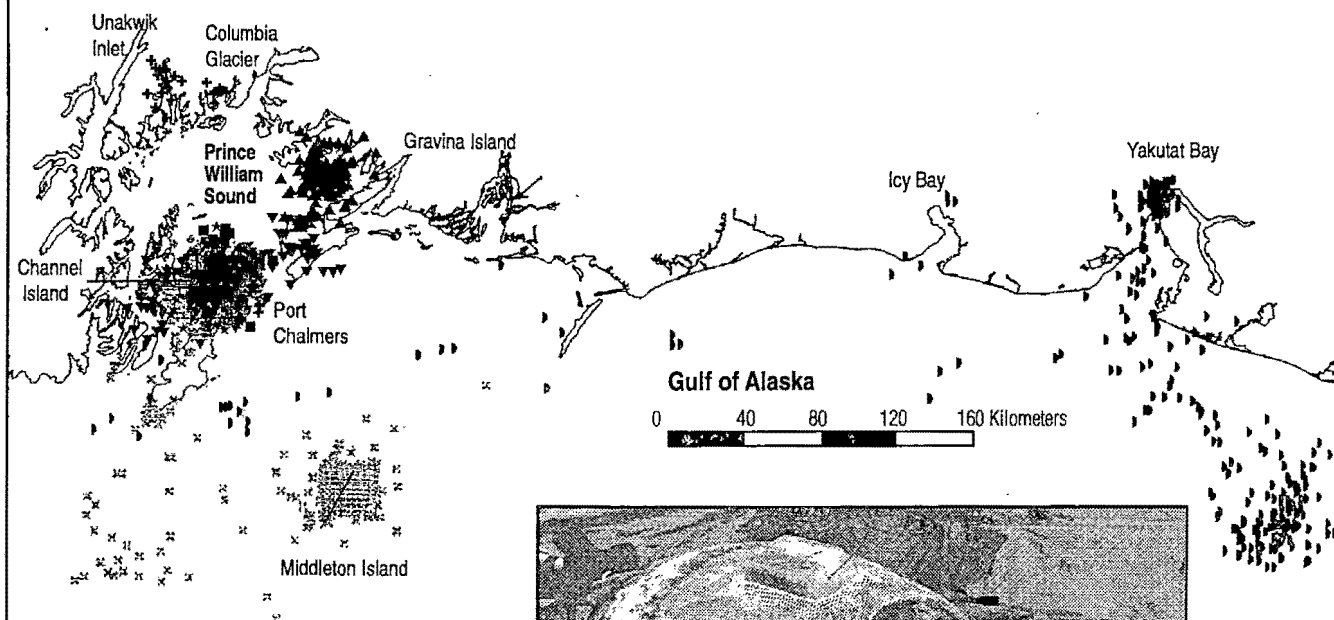 Unakwik
Inlet
Columbia
Glacier
Prince
William
Sound
Gravina Island
Yakutat Bay
Icy Bay
Channel
Island
Port
Chalmers
Gulf of Alaska
0 40 80 120 160 Kilometers
Middleton Island